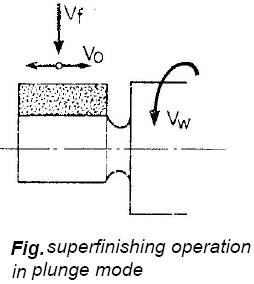 Vf
Vo
Vw
Fig. superfinishing operation
in plunge mode